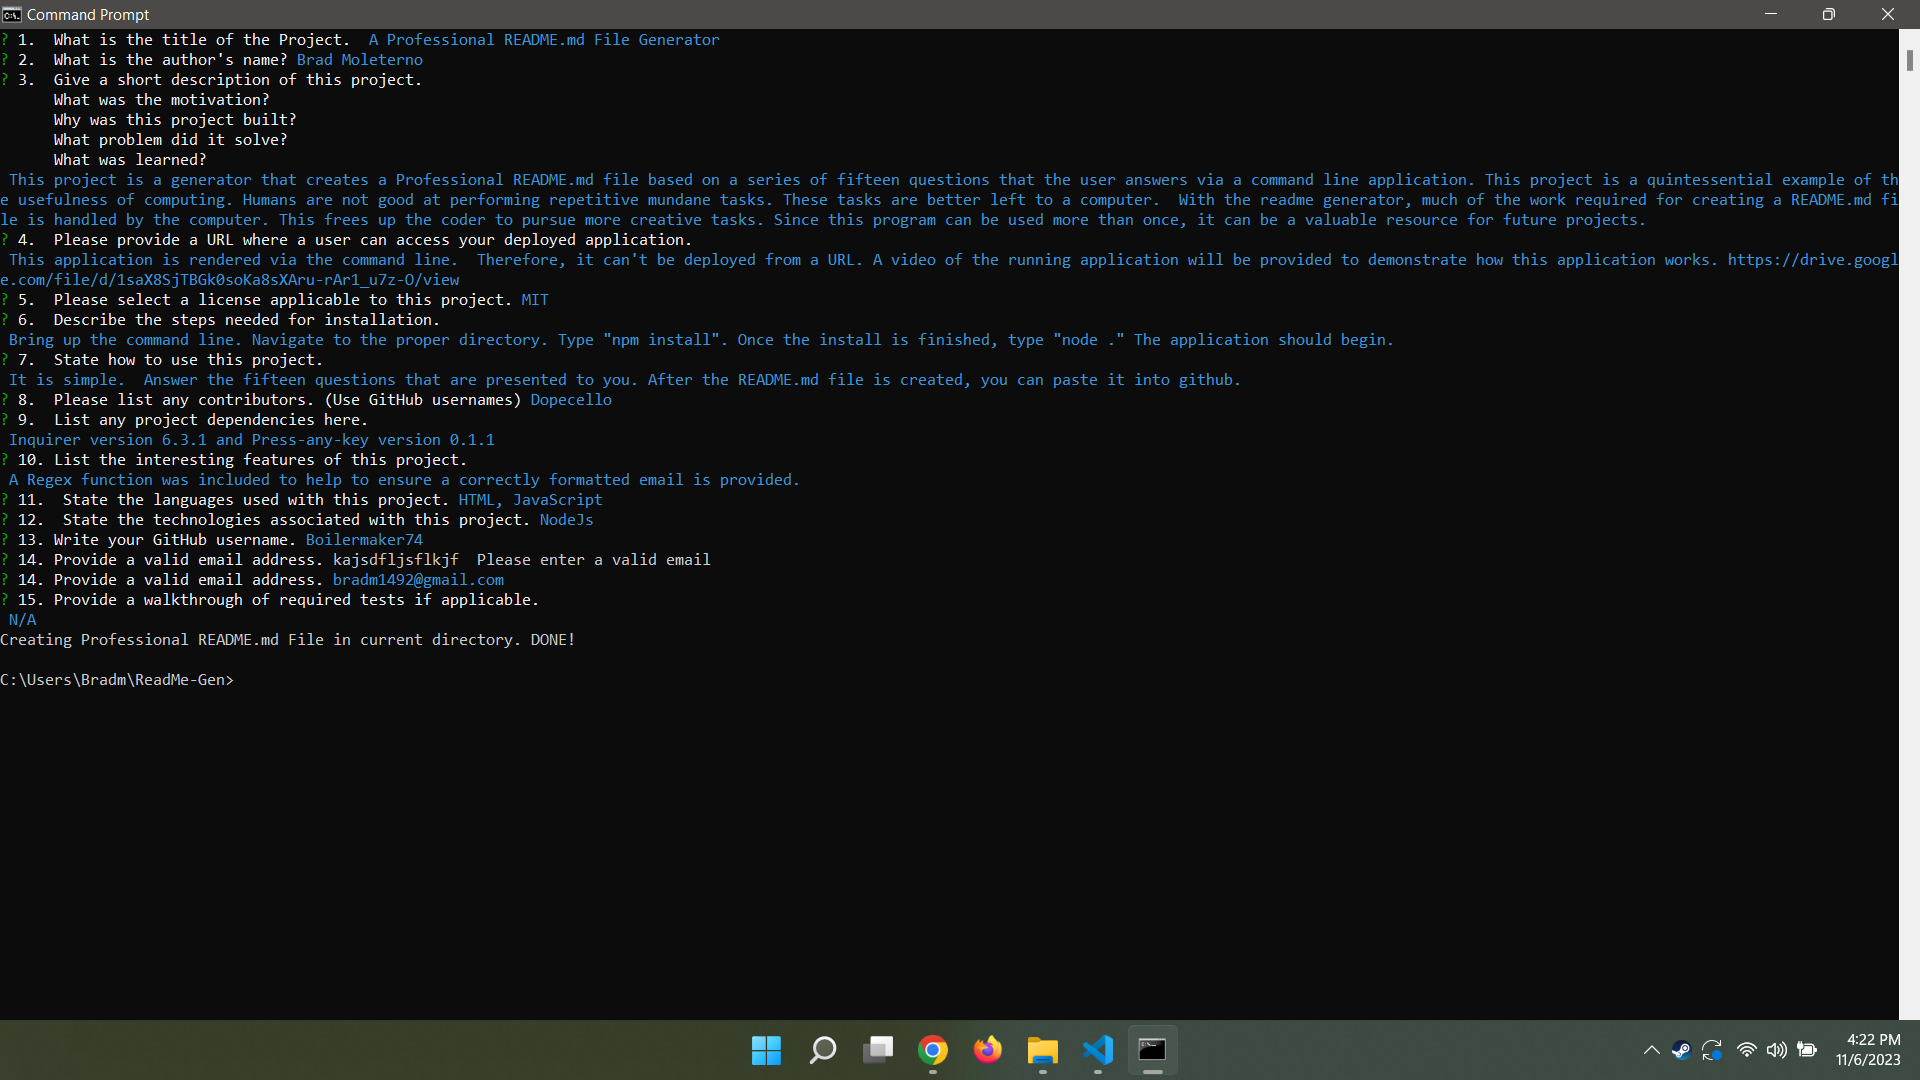 Command Prompt
? 1.  What is the title of the Project.  A Professional README.md File Generator
? 2.  What is the author's name? Brad Moleterno
? 3.  Give a short description of this project.
What was the motivation?
Why was this project built?
What problem did it solve?
What was learned?
This project is a generator that creates a Professional README.md file based on a series of fifteen questions that the user answers via a command line application. This project is a quintessential example of th
e usefulness of computing. Humans are not good at performing repetitive mundane tasks. These tasks are better left to a computer.  With the readme generator, much of the work required for creating a README.md fi
le is handled by the computer. This frees up the coder to pursue more creative tasks. Since this program can be used more than once, it can be a valuable resource for future projects.
? 4.  Please provide a URL where a user can access your deployed application.
This application is rendered via the command line.  Therefore, it can't be deployed from a URL. A video of the running application will be provided to demonstrate how this application works. https://drive.googl
e.com/file/d/1saX8SjTBGk0soKa8sXAru-rAr1_u7z-O/view
? 5.  Please select a license applicable to this project. MIT
? 6.  Describe the steps needed for installation.
Bring up the command line. Navigate to the proper directory. Type "npm install". Once the install is finished, type "node ." The application should begin.
? 7.  State how to use this project.
It is simple.  Answer the fifteen questions that are presented to you. After the README.md file is created, you can paste it into github.
? 8.  Please list any contributors. (Use GitHub usernames) Dopecello
? 9.  List any project dependencies here.
Inquirer version 6.3.1 and Press-any-key version 0.1.1
? 10. List the interesting features of this project.
A Regex function was included to help to ensure a correctly formatted email is provided.
? 11.  State the languages used with this project. HTML, JavaScript
? 12.  State the technologies associated with this project. NodeJs
? 13. Write your GitHub username. Boilermaker74
? 14. Provide a valid email address. kajsdfljsflkjf  Please enter a valid email
? 14. Provide a valid email address. bradm1492@gmail.com
? 15. Provide a walkthrough of required tests if applicable.
N/A
Creating Professional README.md File in current directory. DONE!
C:\Users\Bradm\ReadMe-Gen>
4:22 PM
11/6/2023